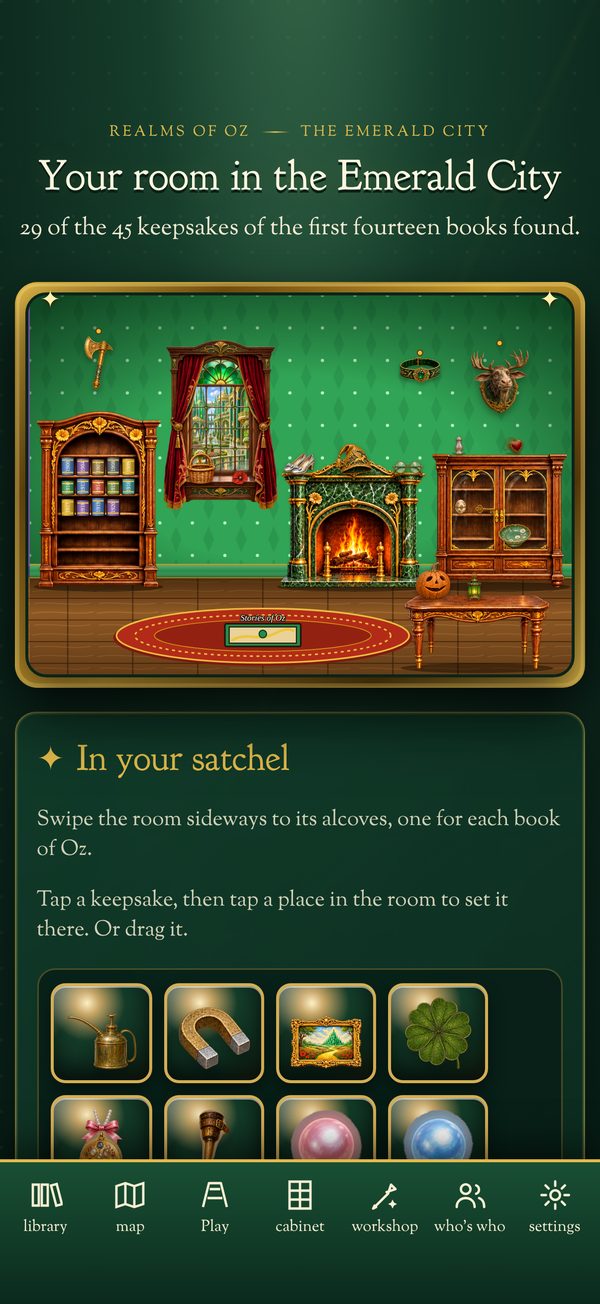 REALMS OF OZ — THE EMERALD CITY
Your room in the Emerald City
29 of the 45 keepsakes of the first fourteen books found.
Stories of Oz
In your satchel
Swipe the room sideways to its alcoves, one for each book
of Oz.
Tap a keepsake, then tap a place in the room to set it
there. Or drag it.
library
map
Play
cabinet
workshop
who's who
settings